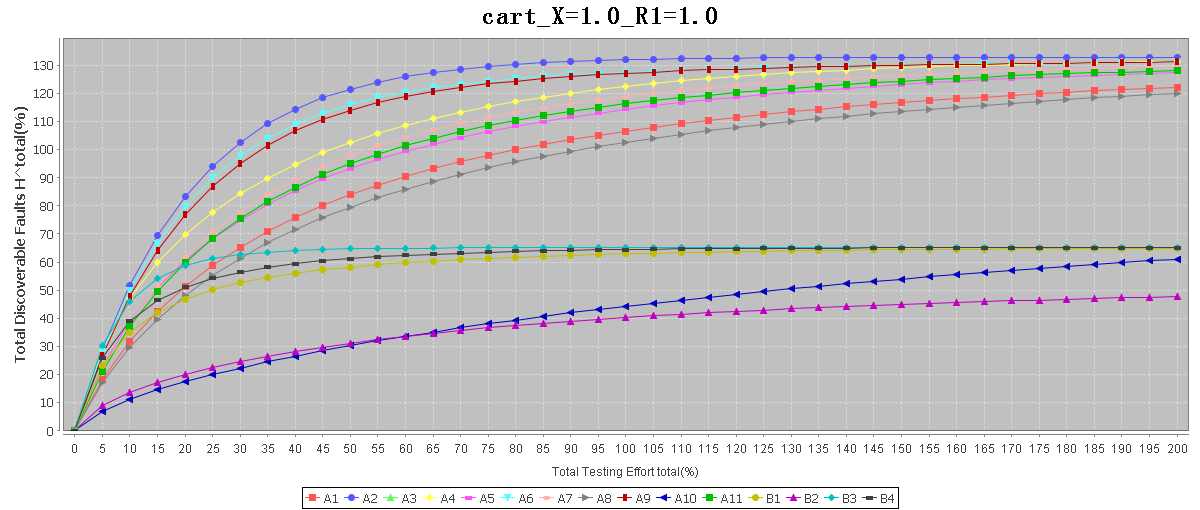 cart_X=1.0_R1=1.0
Total Discoverable Faults H^total(%)
130
120
110
100
90
80
70
60
50
40
30
20
10
0
0 5 10 15 20 25 30 35 40 45 50 55 60 65 70 75 80 85 90 95 100 105 110 115 120 125 130 135 140 145 150 155 160 165 170 175 180 185 190 195 200
Total Testing Effort total(%)
A1 A2 A3 A4 A5 A6 A7 A8 A9 A10 A11 B1 B2 B3 B4